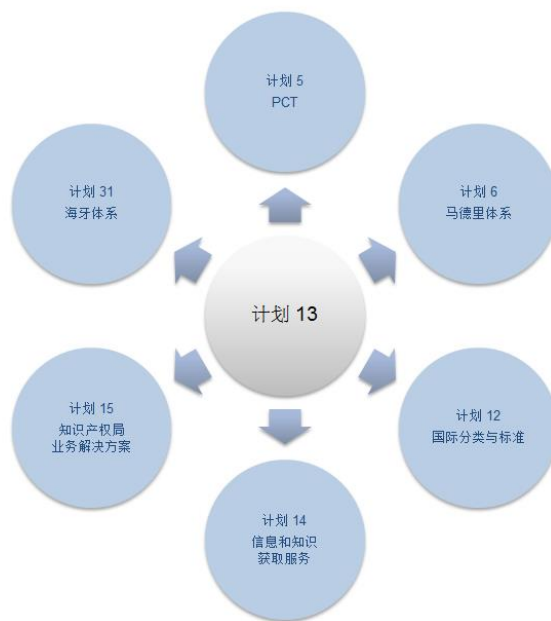 计划 5
PCT
计划 31
海牙体系
计划 6
马德里体系
计划 13
计划 15
知识产权局
业务解决方案
计划 12
国际分类与标准
计划 14
信息和知识
获取服务